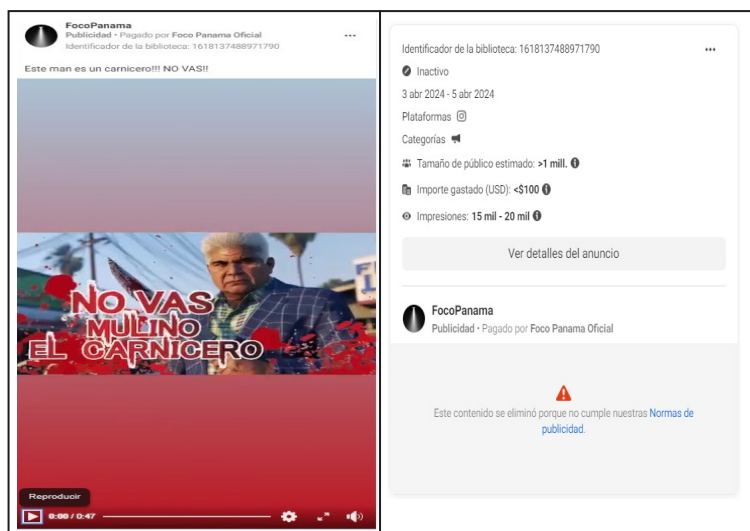 FocoPanama
Publicidad • Pagado por Foco Panama Oficial
Identificador de la biblioteca: 1618137488971790
Este man es un carnicero!!! NO VAS!!
NO VAS
MULINO
EL CARNICERO
Reproducir
0:00 / 0:47
Identificador de la biblioteca: 1618137488971790
Inactivo
3 abr 2024 - 5 abr 2024
Plataformas
Categorías
Tamaño de público estimado: >1 mill.
Importe gastado (USD): <$100
Impresiones: 15 mil - 20 mil
Ver detalles del anuncio
FocoPanama
Publicidad • Pagado por Foco Panama Oficial
Este contenido se eliminó porque no cumple nuestras Normas de
publicidad.